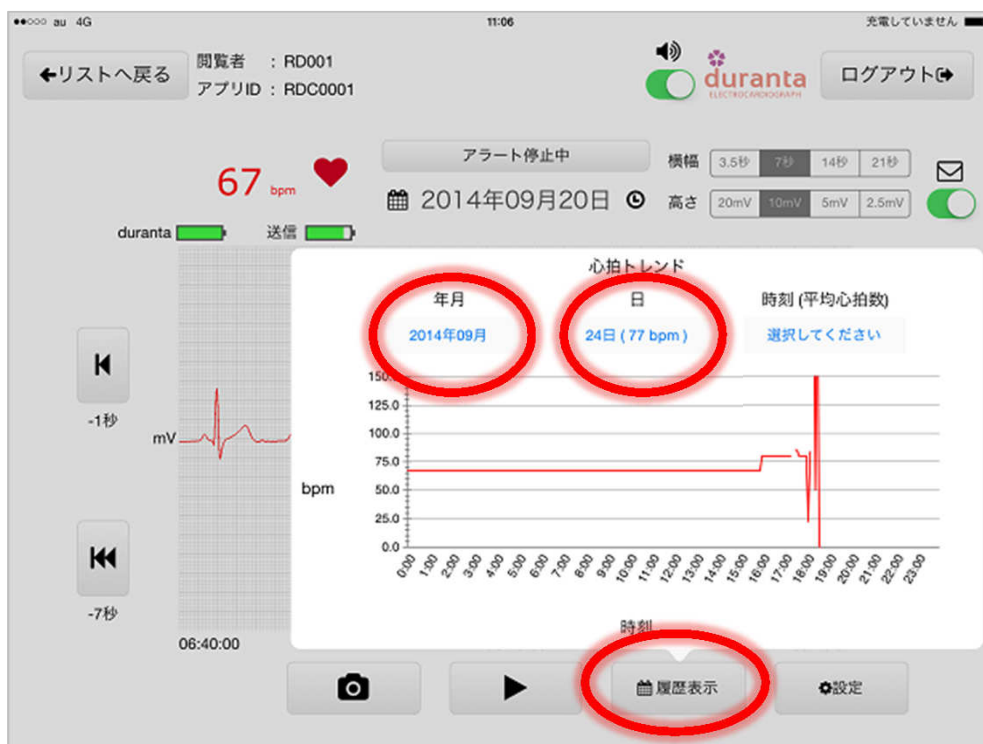 au 4G
11:06
充電していません
←リストへ戻る
閲覧者 : RD001
アプリID : RDC0001
duranta
ELECTROCARDIOGRAPH
ログアウト
67 bpm
アラート停止中
2014年09月20日
横幅 3.5秒 7秒 14秒 21秒
高さ 20mV 10mV 5mV 2.5mV
duranta
送信
心拍トレンド
年月
日
時刻 (平均心拍数)
2014年09月
24日 ( 77 bpm )
選択してください
150.0
125.0
100.0
75.0
50.0
25.0
0.0
bpm
0:00 1:00 2:00 3:00 4:00 5:00 6:00 7:00 8:00 9:00 10:00 11:00 12:00 13:00 14:00 15:00 16:00 17:00 18:00 19:00 20:00 21:00 22:00 23:00
時刻
-1秒
mV
-7秒
06:40:00
履歴表示
設定